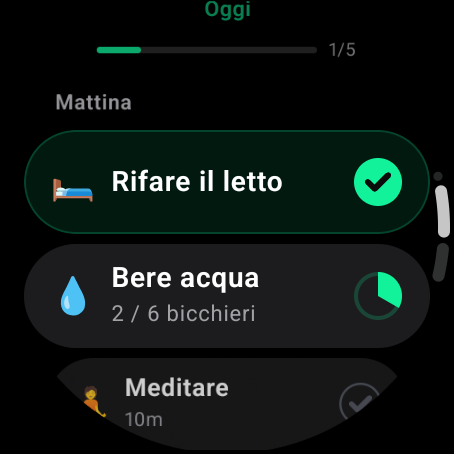 Oggi
1/5
Mattina
Rifare il letto
Bere acqua
2 / 6 bicchieri
Meditare
10m